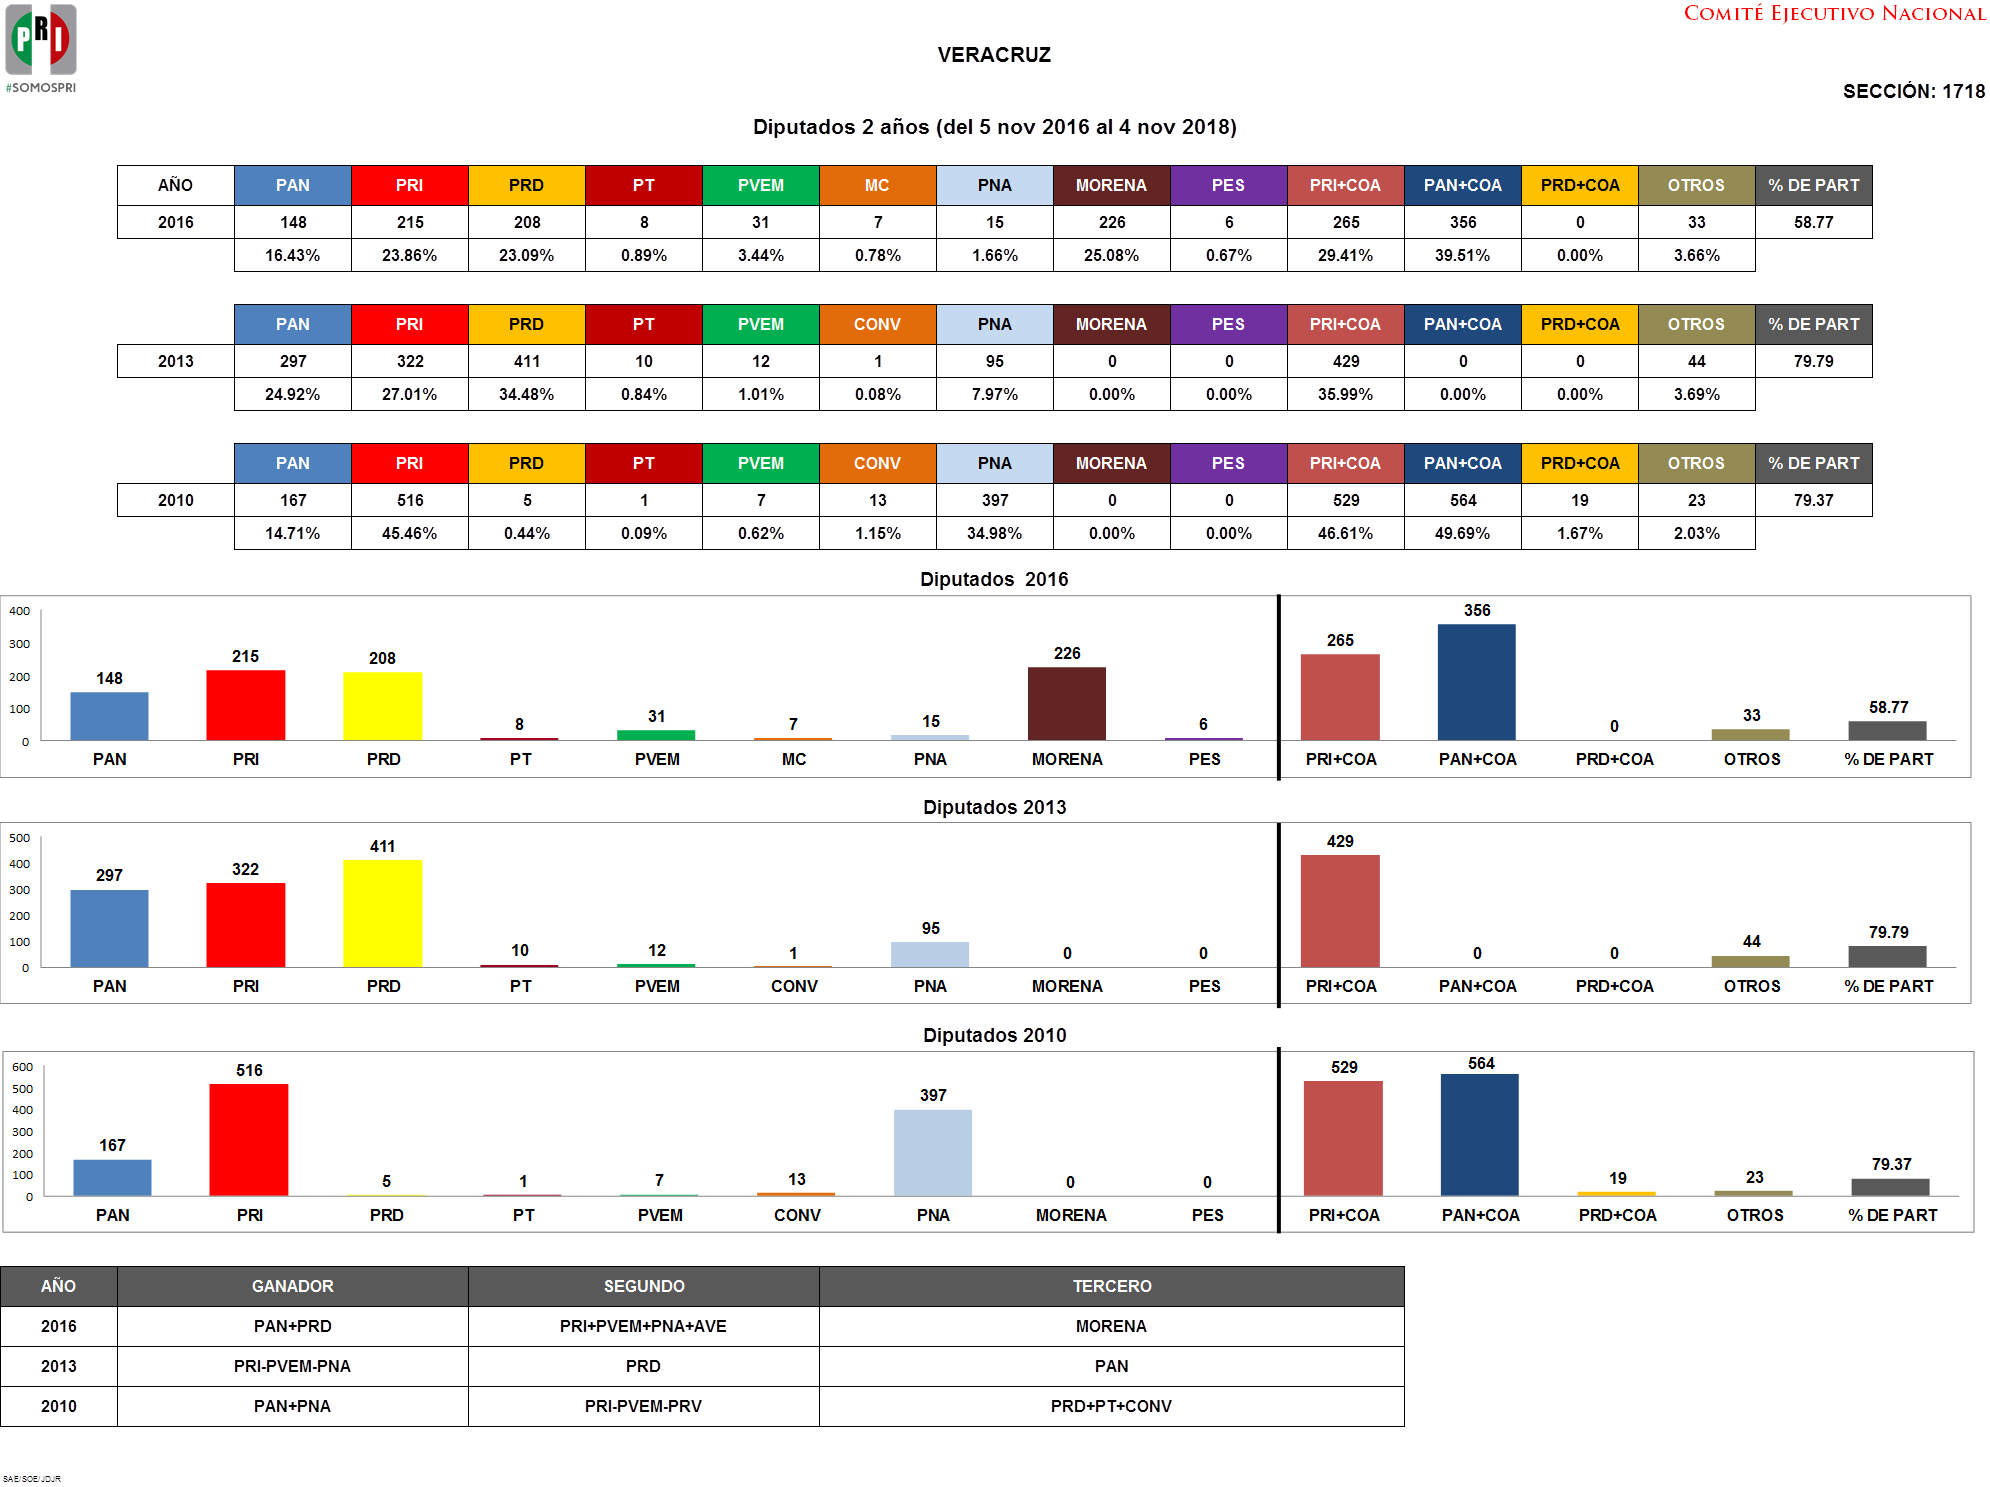 PRI
#SOMOSPRI
COMITÉ EJECUTIVO NACIONAL
VERACRUZ
SECCIÓN: 1718
Diputados 2 años (del 5 nov 2016 al 4 nov 2018)
AÑO PAN PRI PRD PT PVEM MC PNA MORENA PES PRI+COA PAN+COA PRD+COA OTROS % DE PART
2016 148 215 208 8 31 7 15 226 6 265 356 0 33 58.77
16.43% 23.86% 23.09% 0.89% 3.44% 0.78% 1.66% 25.08% 0.67% 29.41% 39.51% 0.00% 3.66%
PAN PRI PRD PT PVEM CONV PNA MORENA PES PRI+COA PAN+COA PRD+COA OTROS % DE PART
2013 297 322 411 10 12 1 95 0 0 429 0 0 44 79.79
24.92% 27.01% 34.48% 0.84% 1.01% 0.08% 7.97% 0.00% 0.00% 35.99% 0.00% 0.00% 3.69%
PAN PRI PRD PT PVEM CONV PNA MORENA PES PRI+COA PAN+COA PRD+COA OTROS % DE PART
2010 167 516 5 1 7 13 397 0 0 529 564 19 23 79.37
14.71% 45.46% 0.44% 0.09% 0.62% 1.15% 34.98% 0.00% 0.00% 46.61% 49.69% 1.67% 2.03%
Diputados 2016
400
300
200
100
0
148 215 208 8 31 7 15 226 6 265 356 0 33 58.77
PAN PRI PRD PT PVEM MC PNA MORENA PES PRI+COA PAN+COA PRD+COA OTROS % DE PART
Diputados 2013
500
400
300
200
100
0
297 322 411 10 12 1 95 0 0 429 0 0 44 79.79
PAN PRI PRD PT PVEM CONV PNA MORENA PES PRI+COA PAN+COA PRD+COA OTROS % DE PART
Diputados 2010
600
500
400
300
200
100
0
167 516 5 1 7 13 397 0 0 529 564 19 23 79.37
PAN PRI PRD PT PVEM CONV PNA MORENA PES PRI+COA PAN+COA PRD+COA OTROS % DE PART
AÑO GANADOR SEGUNDO TERCERO
2016 PAN+PRD PRI+PVEM+PNA+AVE MORENA
2013 PRI-PVEM-PNA PRD PAN
2010 PAN+PNA PRI-PVEM-PRV PRD+PT+CONV
SAE/SOE/JDJR